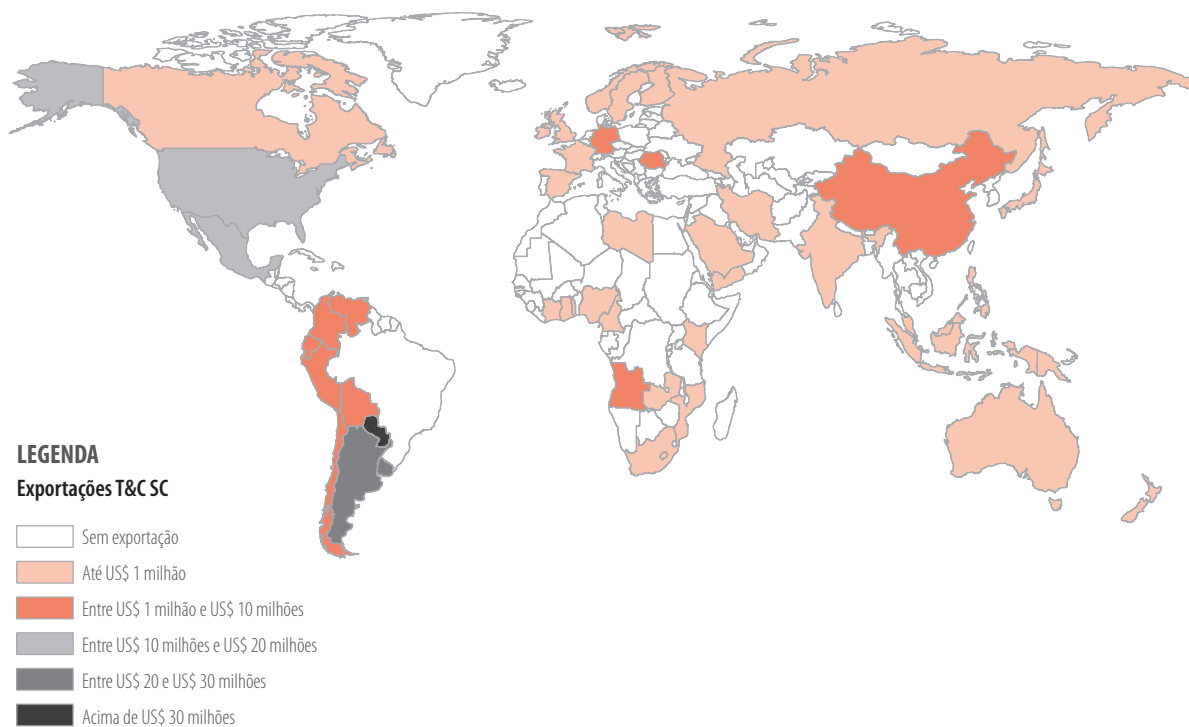 LEGENDA
Exportações T&C SC
Sem exportação
Até US$ 1 milhão
Entre US$ 1 milhão e US$ 10 milhões
Entre US$ 10 milhões e US$ 20 milhões
Entre US$ 20 e US$ 30 milhões
Acima de US$ 30 milhões